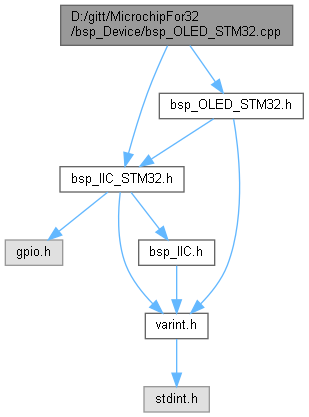 D:/gitt/MicrochipFor32
/bsp_Device/bsp_OLED_STM32.cpp
bsp_OLED_STM32.h
bsp_IIC_STM32.h
gpio.h
bsp_IIC.h
varint.h
stdint.h